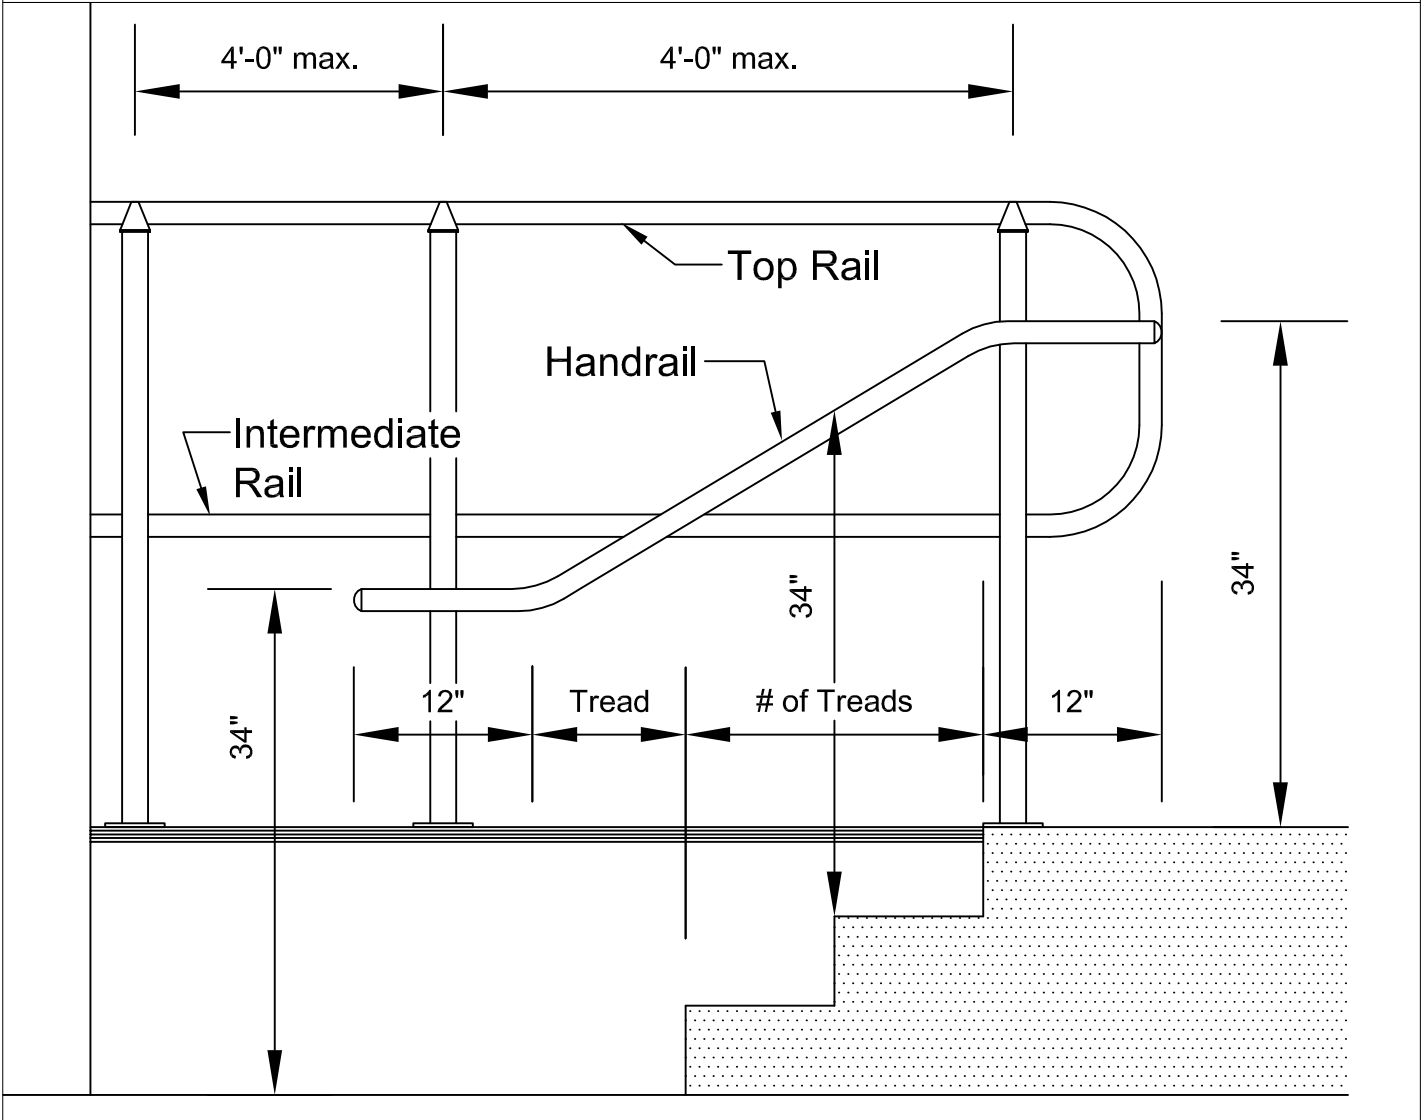 4'-0" max.
4'-0" max.
Top Rail
Handrail
Intermediate
Rail
34"
34"
34"
12"
Tread
# of Treads
12"